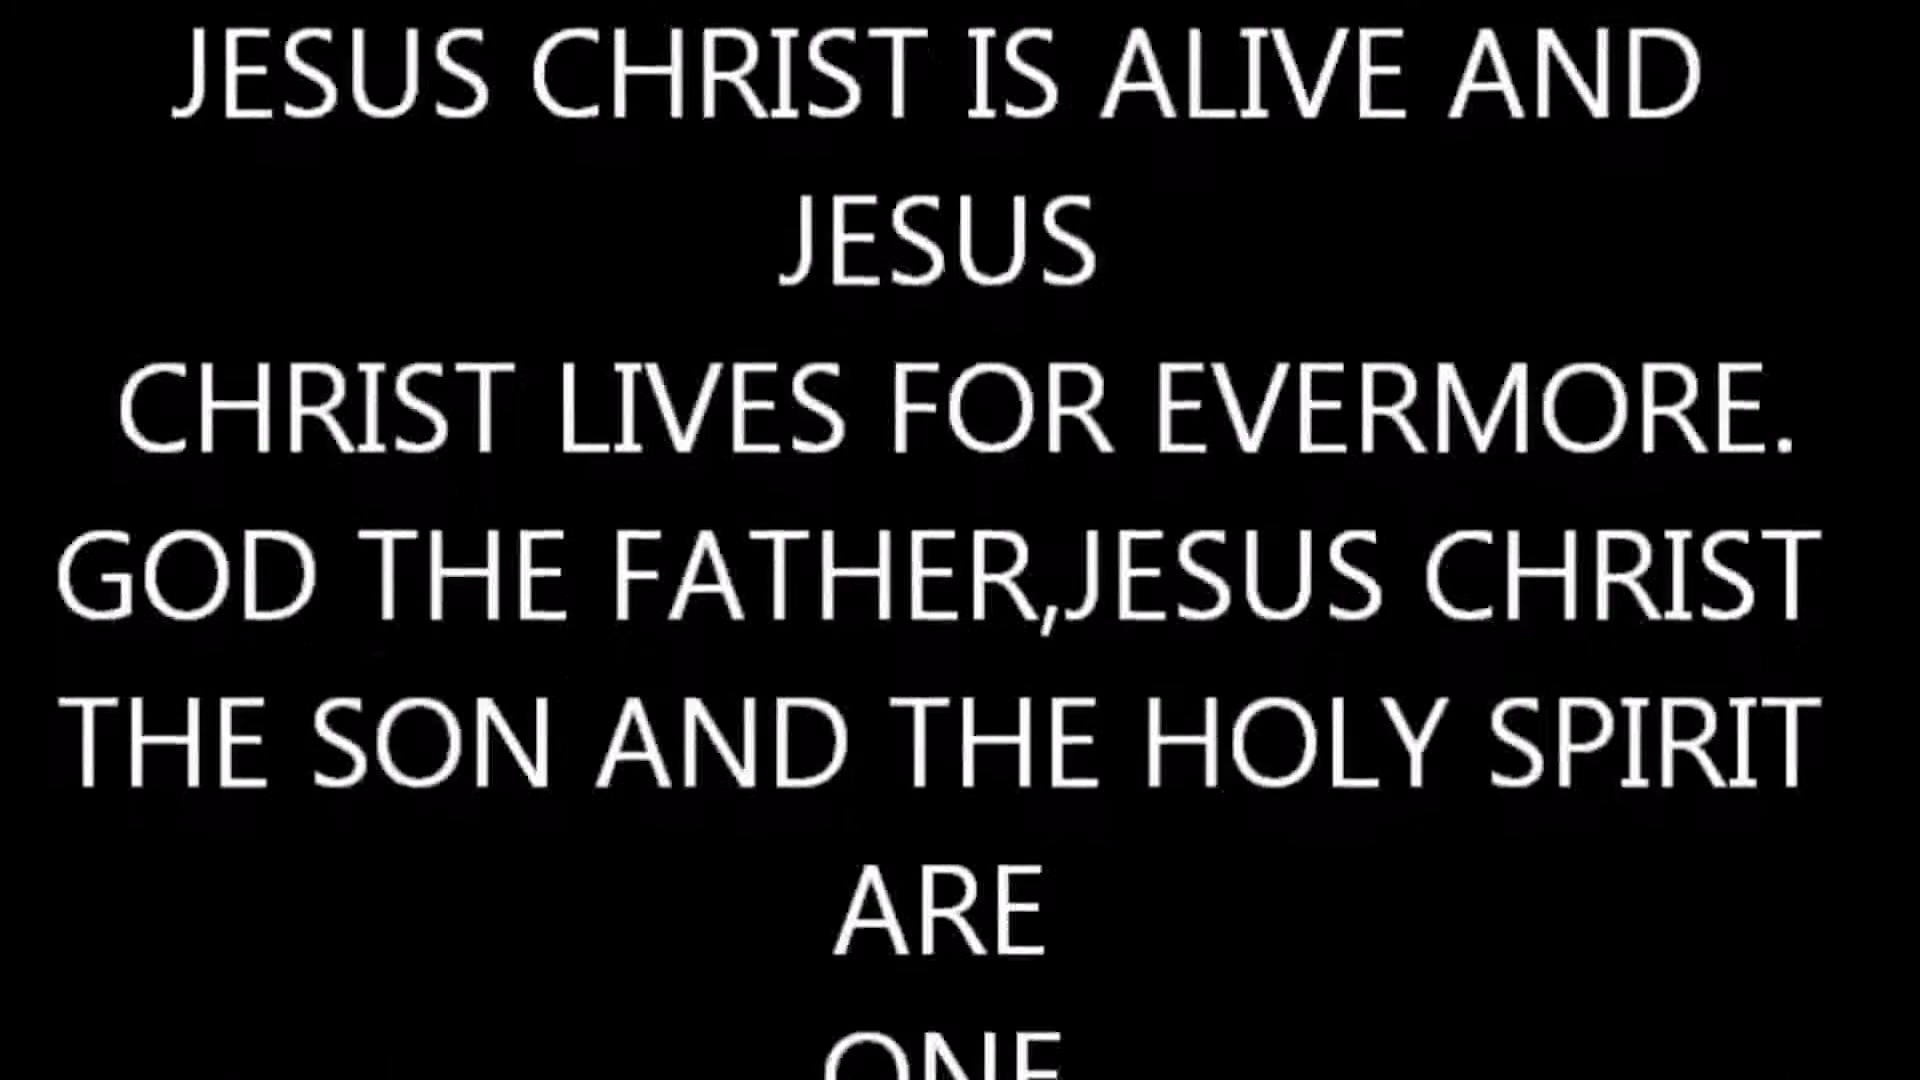 JESUS CHRIST IS ALIVE AND
JESUS
CHRIST LIVES FOR EVERMORE.
GOD THE FATHER,JESUS CHRIST
THE SON AND THE HOLY SPIRIT
ARE
ONE